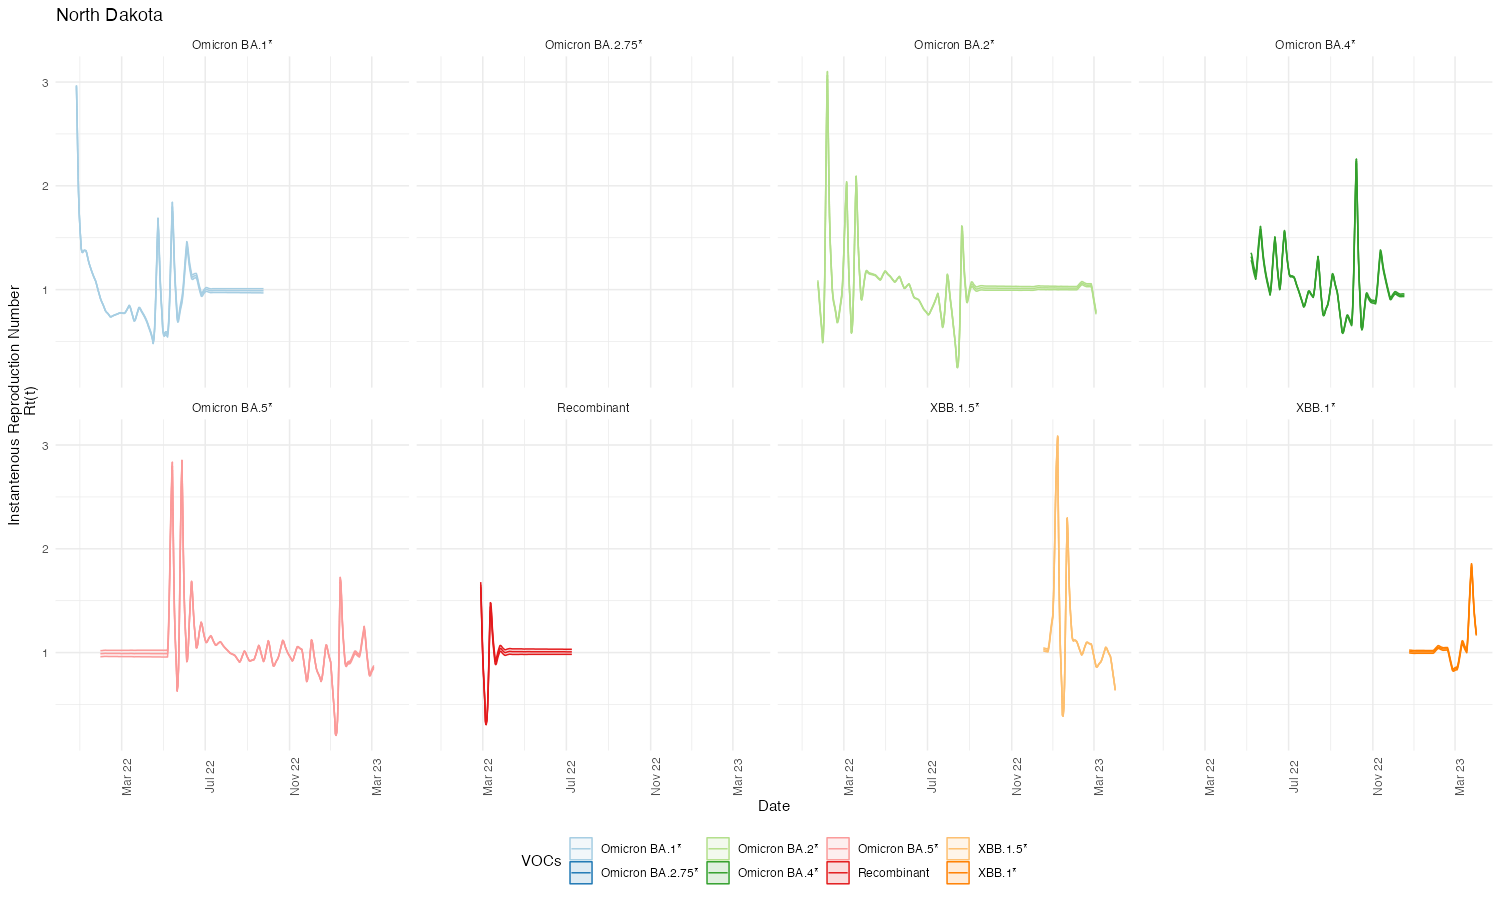 North Dakota
Omicron BA.1*
Omicron BA.2.75*
Omicron BA.2*
Omicron BA.4*
3
2
1
Instantenous Reproduction Number
Rt(t)
Omicron BA.5*
Recombinant
XBB.1.5*
XBB.1*
3
2
1
Mar 22
Jul 22
Nov 22
Mar 23
Mar 22
Jul 22
Nov 22
Mar 23
Mar 22
Jul 22
Nov 22
Mar 23
Mar 22
Jul 22
Nov 22
Mar 23
Date
VOCs
Omicron BA.1*
Omicron BA.2*
Omicron BA.5*
XBB.1.5*
Omicron BA.2.75*
Omicron BA.4*
Recombinant
XBB.1*